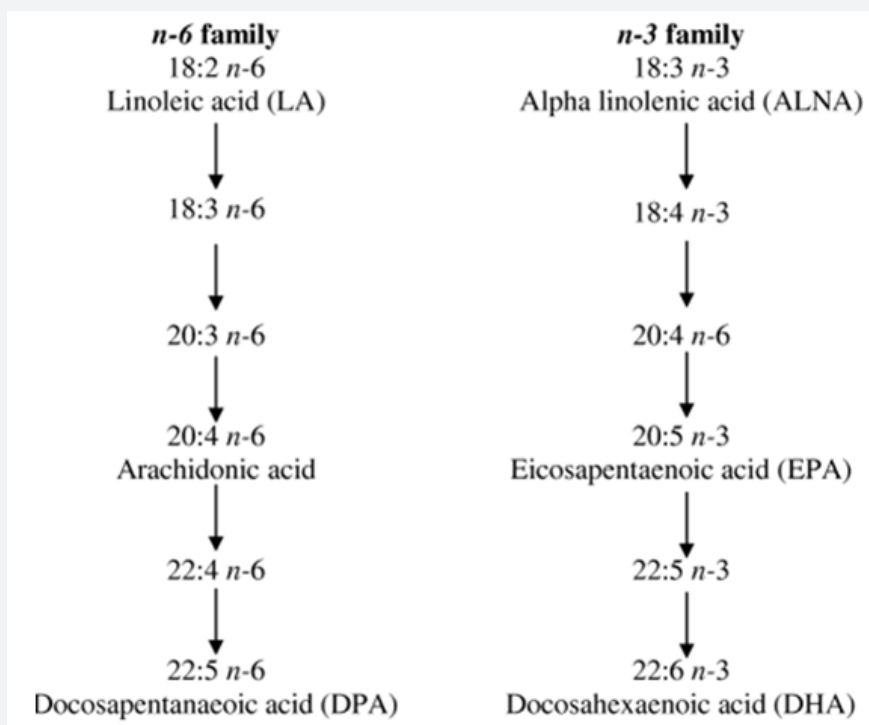 n-6 family
18:2 n-6
Linoleic acid (LA)
18:3 n-6
20:3 n-6
20:4 n-6
Arachidonic acid
22:4 n-6
22:5 n-6
Docosapentanaeoic acid (DPA)
n-3 family
18:3 n-3
Alpha linolenic acid (ALNA)
18:4 n-3
20:4 n-6
20:5 n-3
Eicosapentaenoic acid (EPA)
22:5 n-3
22:6 n-3
Docosahexaenoic acid (DHA)